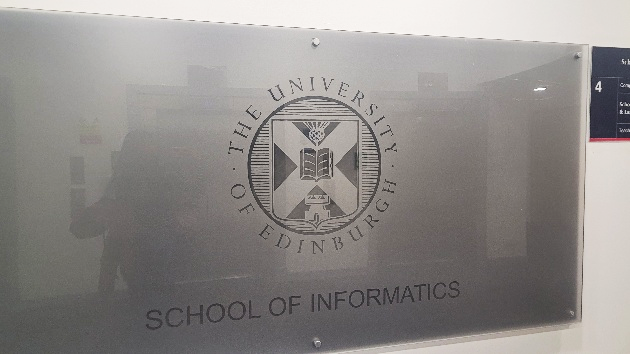 THE UNIVERSITY
OF EDINBURGH
SCHOOL OF INFORMATICS
4